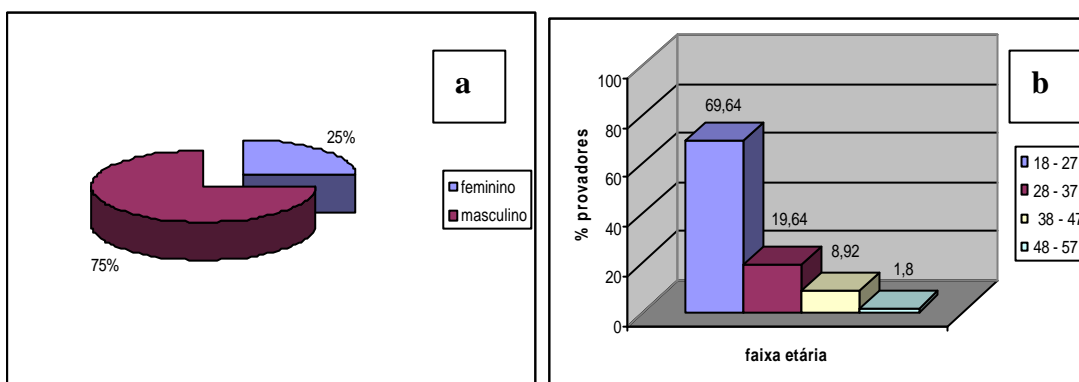 a
25%
feminino
masculino
75%
b
% provadores
100
80
60
40
20
0
69,64
19,64
8,92
1,8
faixa etária
18 - 27
28 - 37
38 - 47
48 - 57